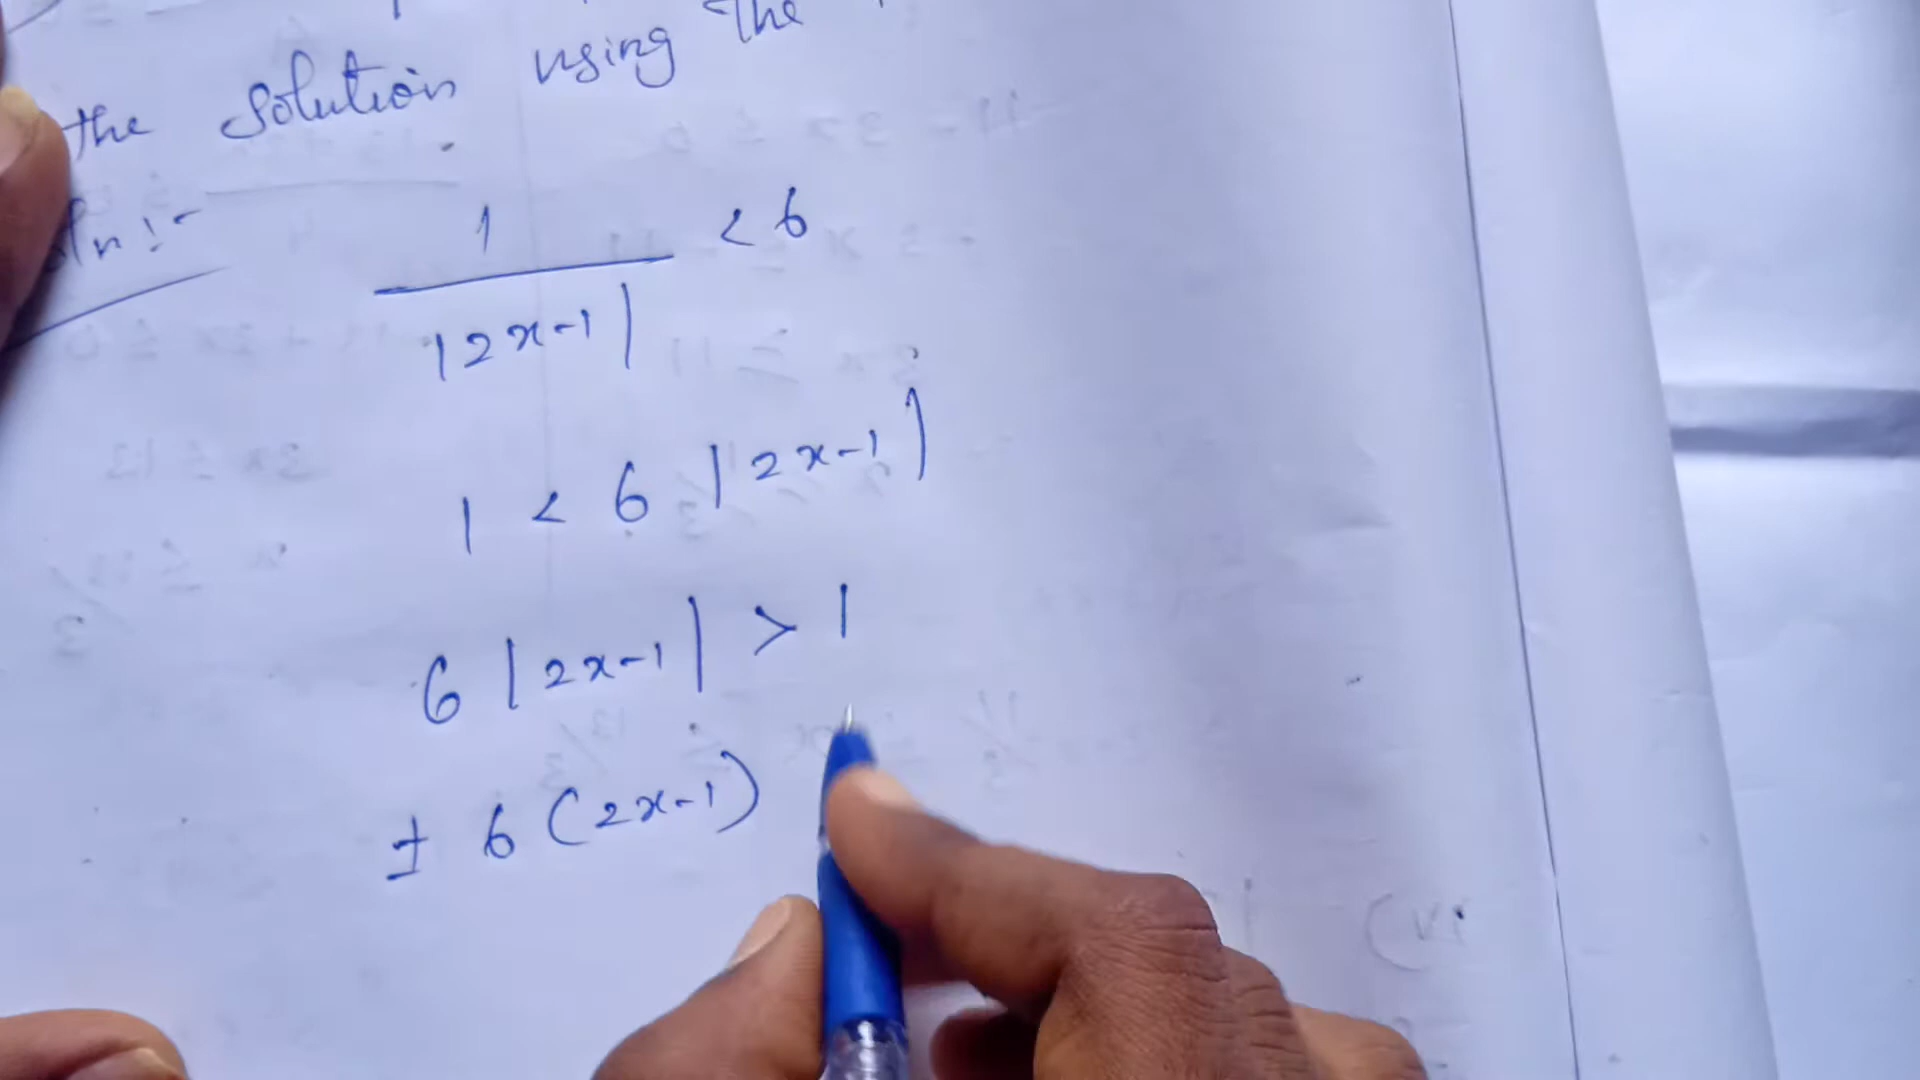 the solution using the
1 / |2x-1| < 6
1 < 6 |2x-1|
6 |2x-1| > 1
± 6 (2x-1)